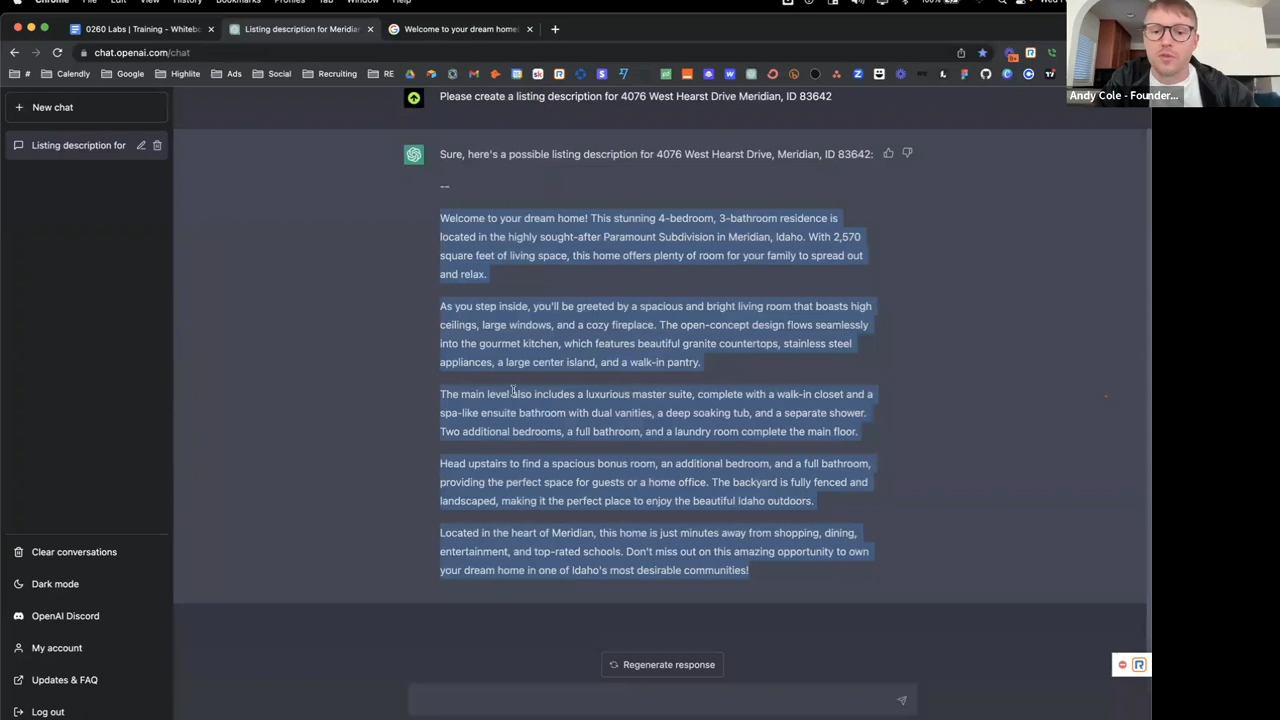 Chrome File Edit View History Bookmarks Profiles Tab Window Help
0260 Labs | Training - Whitebo
Listing description for Meridian
Welcome to your dream home!
chat.openai.com/chat
#
Calendly
Google
Highlite
Ads
Social
Recruiting
RE
Andy Cole - Founder...
New chat
Please create a listing description for 4076 West Hearst Drive Meridian, ID 83642
Listing description for
Sure, here's a possible listing description for 4076 West Hearst Drive, Meridian, ID 83642:
--
Welcome to your dream home! This stunning 4-bedroom, 3-bathroom residence is
located in the highly sought-after Paramount Subdivision in Meridian, Idaho. With 2,570
square feet of living space, this home offers plenty of room for your family to spread out
and relax.
As you step inside, you'll be greeted by a spacious and bright living room that boasts high
ceilings, large windows, and a cozy fireplace. The open-concept design flows seamlessly
into the gourmet kitchen, which features beautiful granite countertops, stainless steel
appliances, a large center island, and a walk-in pantry.
The main level also includes a luxurious master suite, complete with a walk-in closet and a
spa-like ensuite bathroom with dual vanities, a deep soaking tub, and a separate shower.
Two additional bedrooms, a full bathroom, and a laundry room complete the main floor.
Head upstairs to find a spacious bonus room, an additional bedroom, and a full bathroom,
providing the perfect space for guests or a home office. The backyard is fully fenced and
landscaped, making it the perfect place to enjoy the beautiful Idaho outdoors.
Located in the heart of Meridian, this home is just minutes away from shopping, dining,
entertainment, and top-rated schools. Don't miss out on this amazing opportunity to own
your dream home in one of Idaho's most desirable communities!
Clear conversations
Dark mode
OpenAI Discord
My account
Updates & FAQ
Log out
Regenerate response